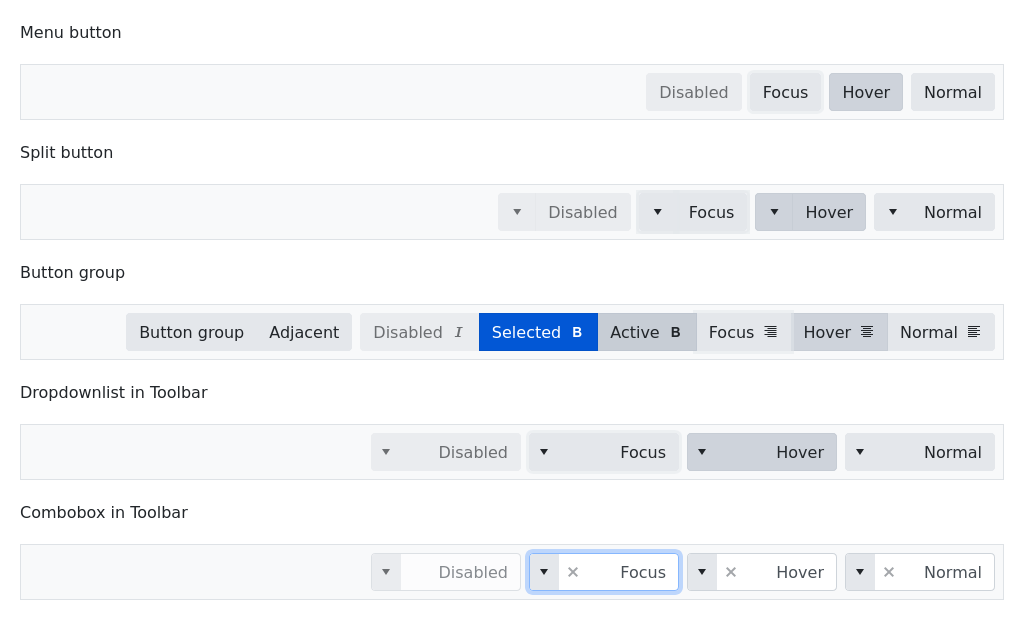 Menu button
Disabled Focus Hover Normal
Split button
Disabled Focus Hover Normal
Button group
Button group Adjacent Disabled I Selected B Active B Focus Hover Normal
Dropdownlist in Toolbar
Disabled Focus Hover Normal
Combobox in Toolbar
Disabled Focus Hover Normal